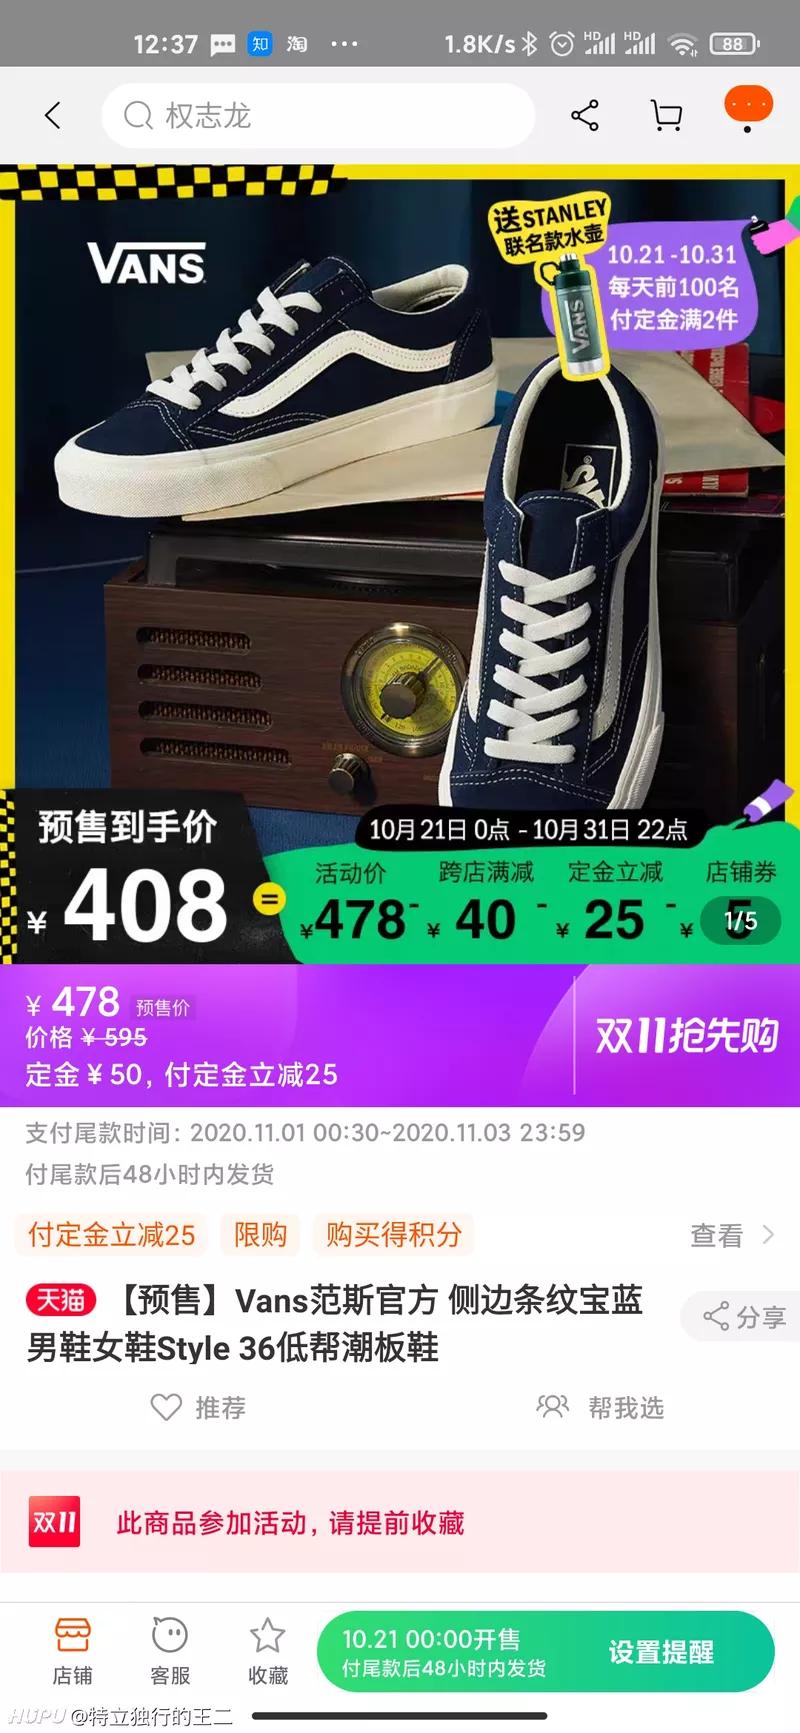 12:37
知
淘
...
1.8K/s
HD
HD
88
权志龙
VANS
送STANLEY
联名款水壶
10.21 -10.31
每天前100名
付定金满2件
VANS
预售到手价
¥ 408
=
10月21日 0点 - 10月31日 22点
活动价 跨店满减 定金立减 店铺券
¥478 - ¥ 40 - ¥ 25 - ¥ 5
1/5
¥ 478 预售价
价格 ¥ 595
定金 ¥ 50，付定金立减25
双11抢先购
支付尾款时间：2020.11.01 00:30~2020.11.03 23:59
付尾款后48小时内发货
付定金立减25 限购 购买得积分 查看
天猫 【预售】Vans范斯官方 侧边条纹宝蓝
男鞋女鞋Style 36低帮潮板鞋
分享
推荐 帮我选
双11 此商品参加活动，请提前收藏
店铺 客服 收藏
10.21 00:00开售
付尾款后48小时内发货
设置提醒
HUPU @特立独行的王二